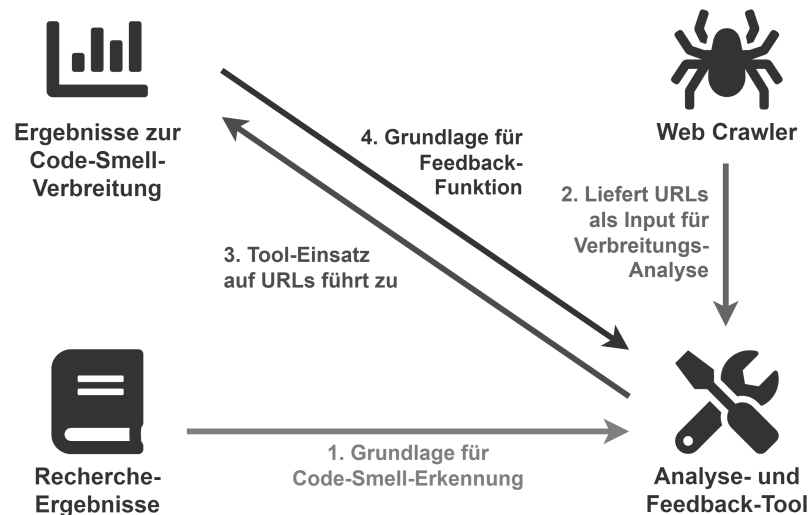 Ergebnisse zur
Code-Smell-
Verbreitung
4. Grundlage für
Feedback-
Funktion
Web Crawler
2. Liefert URLs
als Input für
Verbreitungs-
Analyse
3. Tool-Einsatz
auf URLs führt zu
1. Grundlage für
Code-Smell-Erkennung
Recherche-
Ergebnisse
Analyse- und
Feedback-Tool